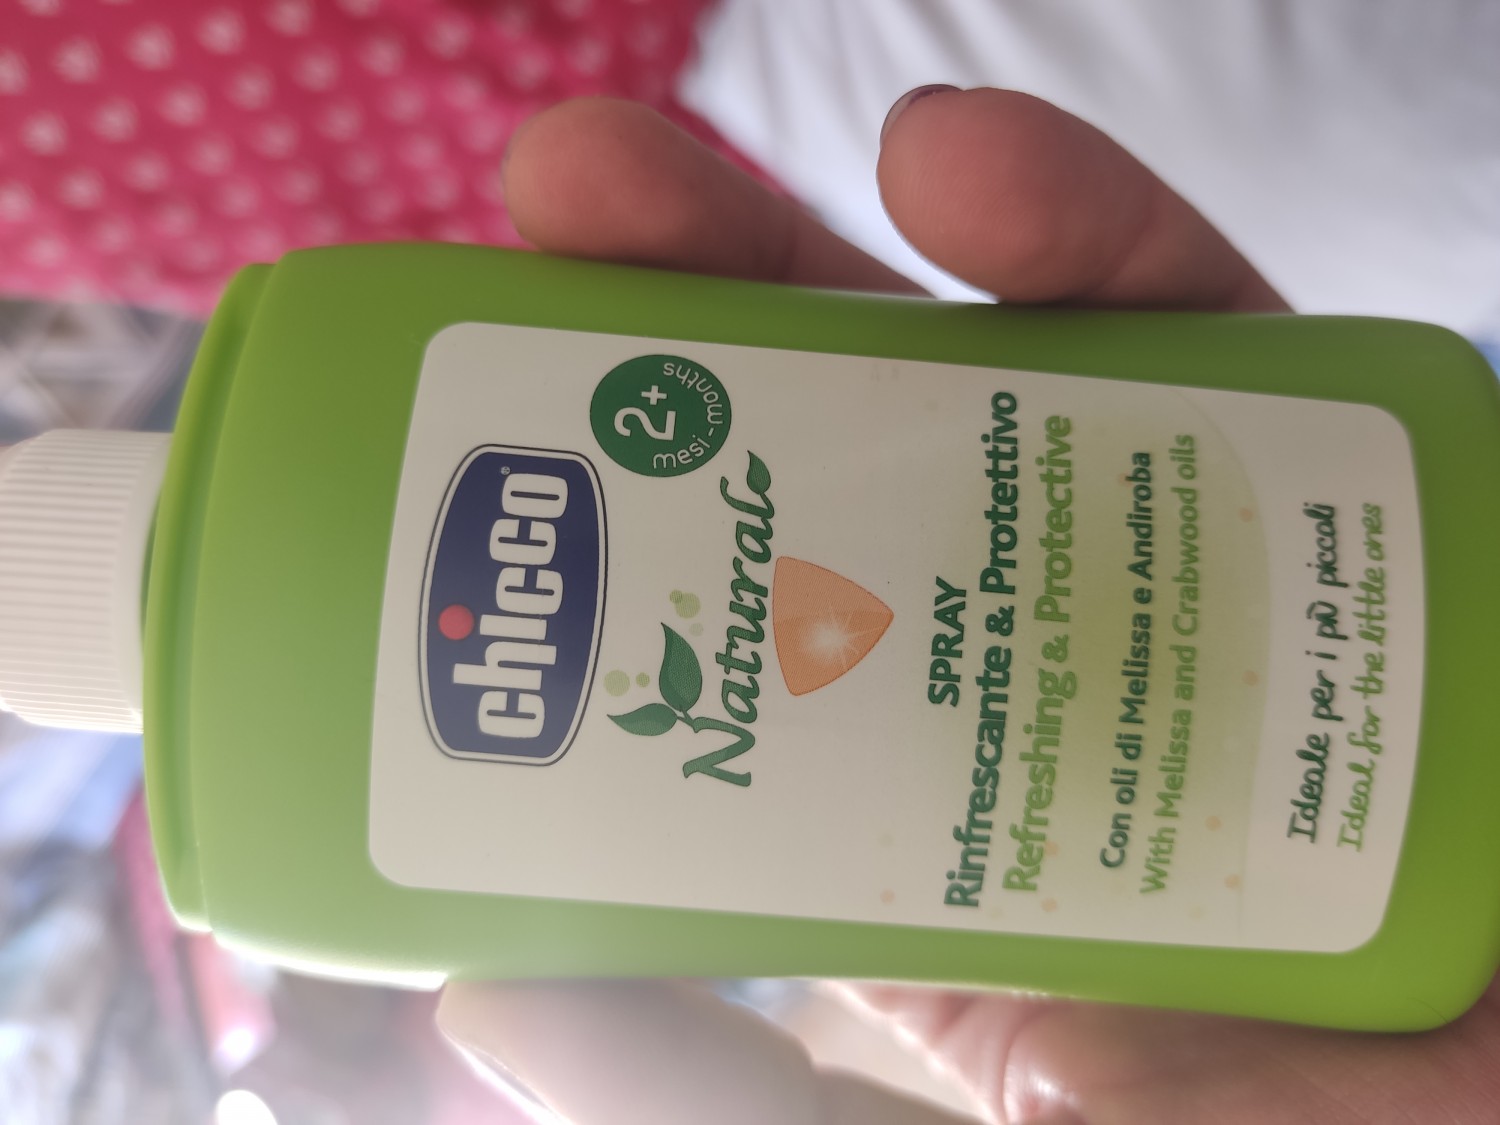 chicco®
2+
mesi-months
Natural
SPRAY
Rinfrescante & Protettivo
Refreshing & Protective
Con oli di Melissa e Andiroba
With Melissa and Crabwood oils
Ideale per i più piccoli
Ideal for the little ones